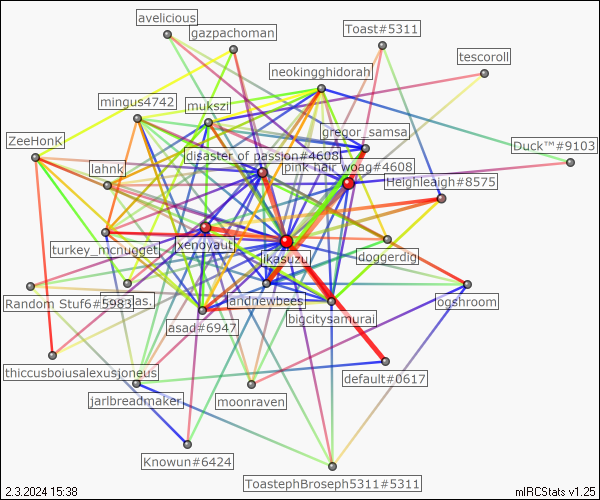 avelicious
gazpachoman
Toast#5311
tescoroll
neokingghidorah
mingus4742
mukszi
gregor_samsa
ZeeHonK
Duck™#9103
disaster of passion#4608
lahnk
pink hair woag#4608
Heighleaigh#8575
turkey_mcnugget
xenoyaut
ikasuzu
doggerdig
Random Stuf6#5983
as.
andnewbees
ogshroom
asad#6947
bigcitysamurai
thiccusboiusalexusjoneus
default#0617
jarlbreadmaker
moonraven
Knowun#6424
ToastephBroseph5311#5311
2.3.2024 15:38
mIRCStats v1.25